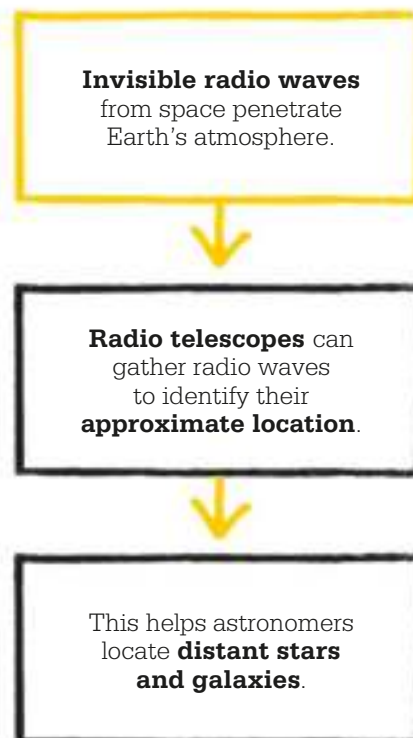 Invisible radio waves
from space penetrate
Earth’s atmosphere.
Radio telescopes can
gather radio waves
to identify their
approximate location.
This helps astronomers
locate distant stars
and galaxies.